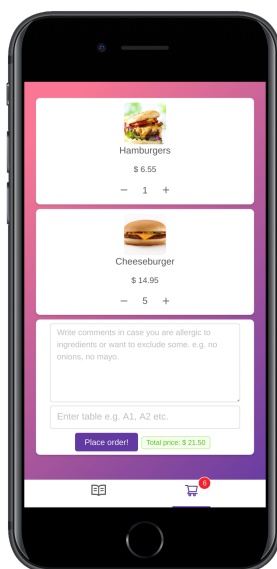 Hamburgers
$ 6.55
− 1 +
Cheeseburger
$ 14.95
− 5 +
Write comments in case you are allergic to
ingredients or want to exclude some. e.g. no
onions, no mayo.
Enter table e.g. A1, A2 etc.
Place order! Total price: $ 21.50
6